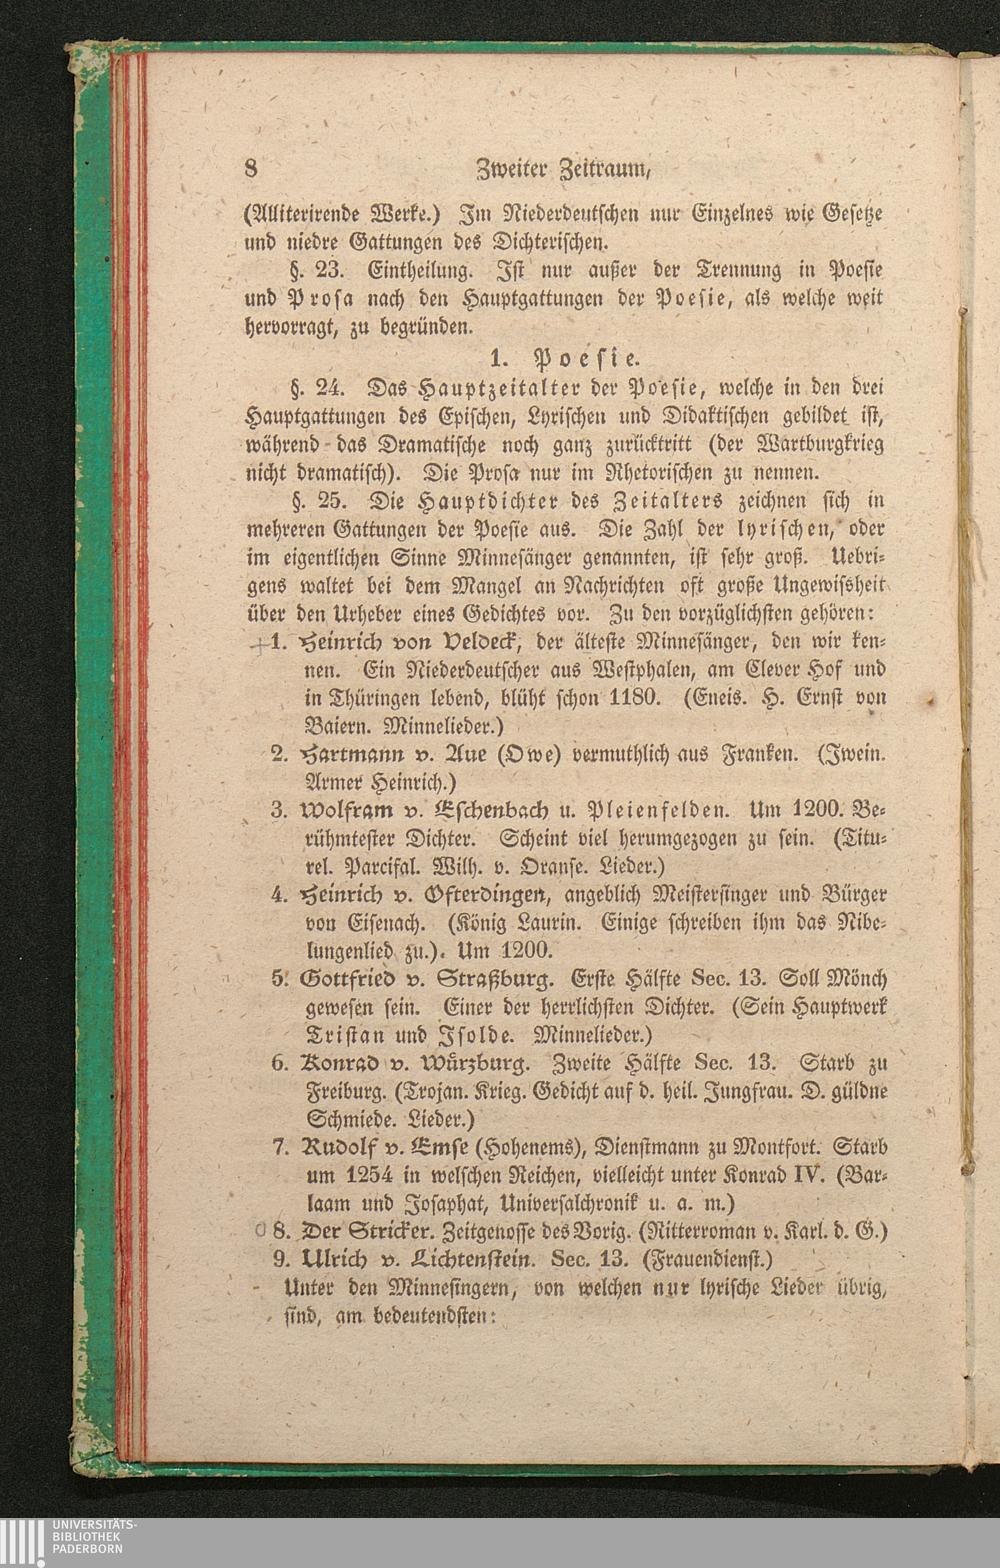 8 Zweiter Zeitraum,
(Alliterirende Werke.) Im Niederdeutschen nur Einzelnes wie Gesetze
und niedre Gattungen des Dichterischen.
§. 23. Eintheilung. Ist nur außer der Trennung in Poesie
und Prosa nach den Hauptgattungen der Poesie, als welche weit
hervorragt, zu begründen.
1. Poesie.
§. 24. Das Hauptzeitalter der Poesie, welche in den drei
Hauptgattungen des Epischen, Lyrischen und Didaktischen gebildet ist,
während das Dramatische noch ganz zurücktritt (der Wartburgkrieg
nicht dramatisch). Die Prosa nur im Rhetorischen zu nennen.
§. 25. Die Hauptdichter des Zeitalters zeichnen sich in
mehreren Gattungen der Poesie aus. Die Zahl der lyrischen, oder
im eigentlichen Sinne Minnesänger genannten, ist sehr groß. Uebri-
gens waltet bei dem Mangel an Nachrichten oft große Ungewissheit
über den Urheber eines Gedichtes vor. Zu den vorzüglichsten gehören:
1. Heinrich von Veldeck, der älteste Minnesänger, den wir ken-
nen. Ein Niederdeutscher aus Westphalen, am Clever Hof und
in Thüringen lebend, blüht schon 1180. (Eneis. H. Ernst von
Baiern. Minnelieder.)
2. Hartmann v. Aue (Owe) vermuthlich aus Franken. (Iwein.
Armer Heinrich.)
3. Wolfram v. Eschenbach u. Pleienfelden. Um 1200. Be-
rühmtester Dichter. Scheint viel herumgezogen zu sein. (Titu-
rel. Parcifal. Wilh. v. Oranse. Lieder.)
4. Heinrich v. Ofterdingen, angeblich Meistersinger und Bürger
von Eisenach. (König Laurin. Einige schreiben ihm das Nibe-
lungenlied zu.). Um 1200.
5. Gottfried v. Straßburg. Erste Hälfte Sec. 13. Soll Mönch
gewesen sein. Einer der herrlichsten Dichter. (Sein Hauptwerk
Tristan und Isolde. Minnelieder.)
6. Konrad v. Würzburg. Zweite Hälfte Sec. 13. Starb zu
Freiburg. (Trojan. Krieg. Gedicht auf d. heil. Jungfrau. D. güldne
Schmiede. Lieder.)
7. Rudolf v. Emse (Hohenems), Dienstmann zu Montfort. Starb
um 1254 in welschen Reichen, vielleicht unter Konrad IV. (Bar-
laam und Josaphat, Universalchronik u. a. m.)
8. Der Stricker. Zeitgenosse des Vorig. (Ritterroman v. Karl. d. G.)
9. Ulrich v. Lichtenstein. Sec. 13. (Frauendienst.)
Unter den Minnesingern, von welchen nur lyrische Lieder übrig,
sind, am bedeutendsten:
UNIVERSITÄTS-
BIBLIOTHEK
PADERBORN